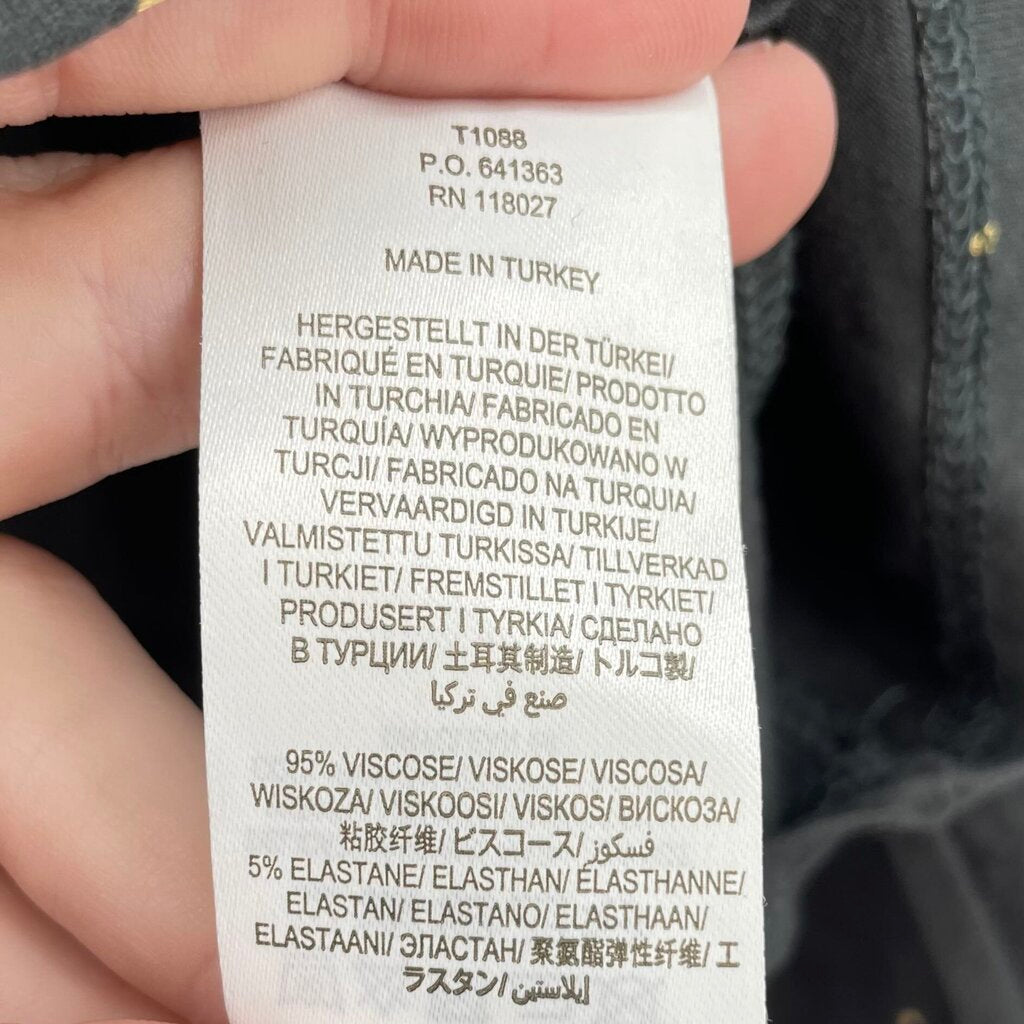 T1088
P.O. 641363
RN 118027
MADE IN TURKEY
HERGESTELLT IN DER TÜRKEI/
FABRIQUÉ EN TURQUIE/ PRODOTTO
IN TURCHIA/ FABRICADO EN
TURQUÍA/ WYPRODUKOWANO W
TURCJI/ FABRICADO NA TURQUIA/
VERVAARDIGD IN TURKIJE/
VALMISTETTU TURKISSA/ TILLVERKAD
I TURKIET/ FREMSTILLET I TYRKIET/
PRODUSERT I TYRKIA/ СДЕЛАНО
В ТУРЦИИ/ 土耳其制造/ トルコ製/
صنع في تركيا
95% VISCOSE/ VISKOSE/ VISCOSA/
WISKOZA/ VISKOOSI/ VISKOS/ ВИСКОЗА/
粘胶纤维/ ビスコース/ فسكوز
5% ELASTANE/ ELASTHAN/ ÉLASTHANNE/
ELASTAN/ ELASTANO/ ELASTHAAN/
ELASTAANI/ ЭЛАСТАН/ 聚氨酯弹性纤维/ エ
ラスタン/ إيلاستين